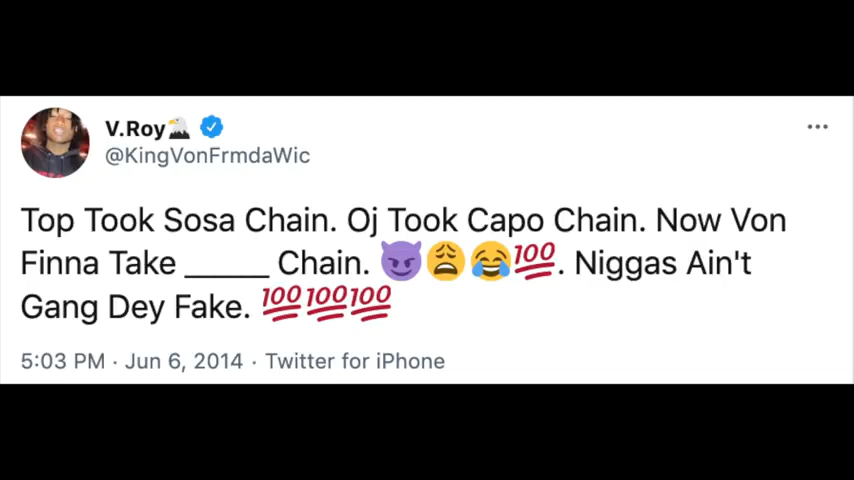 V.Roy🦅
@KingVonFrmdaWic
Top Took Sosa Chain. Oj Took Capo Chain. Now Von
Finna Take ______ Chain. 😈😩😂💯. Niggas Ain't
Gang Dey Fake. 💯💯💯
5:03 PM · Jun 6, 2014 · Twitter for iPhone